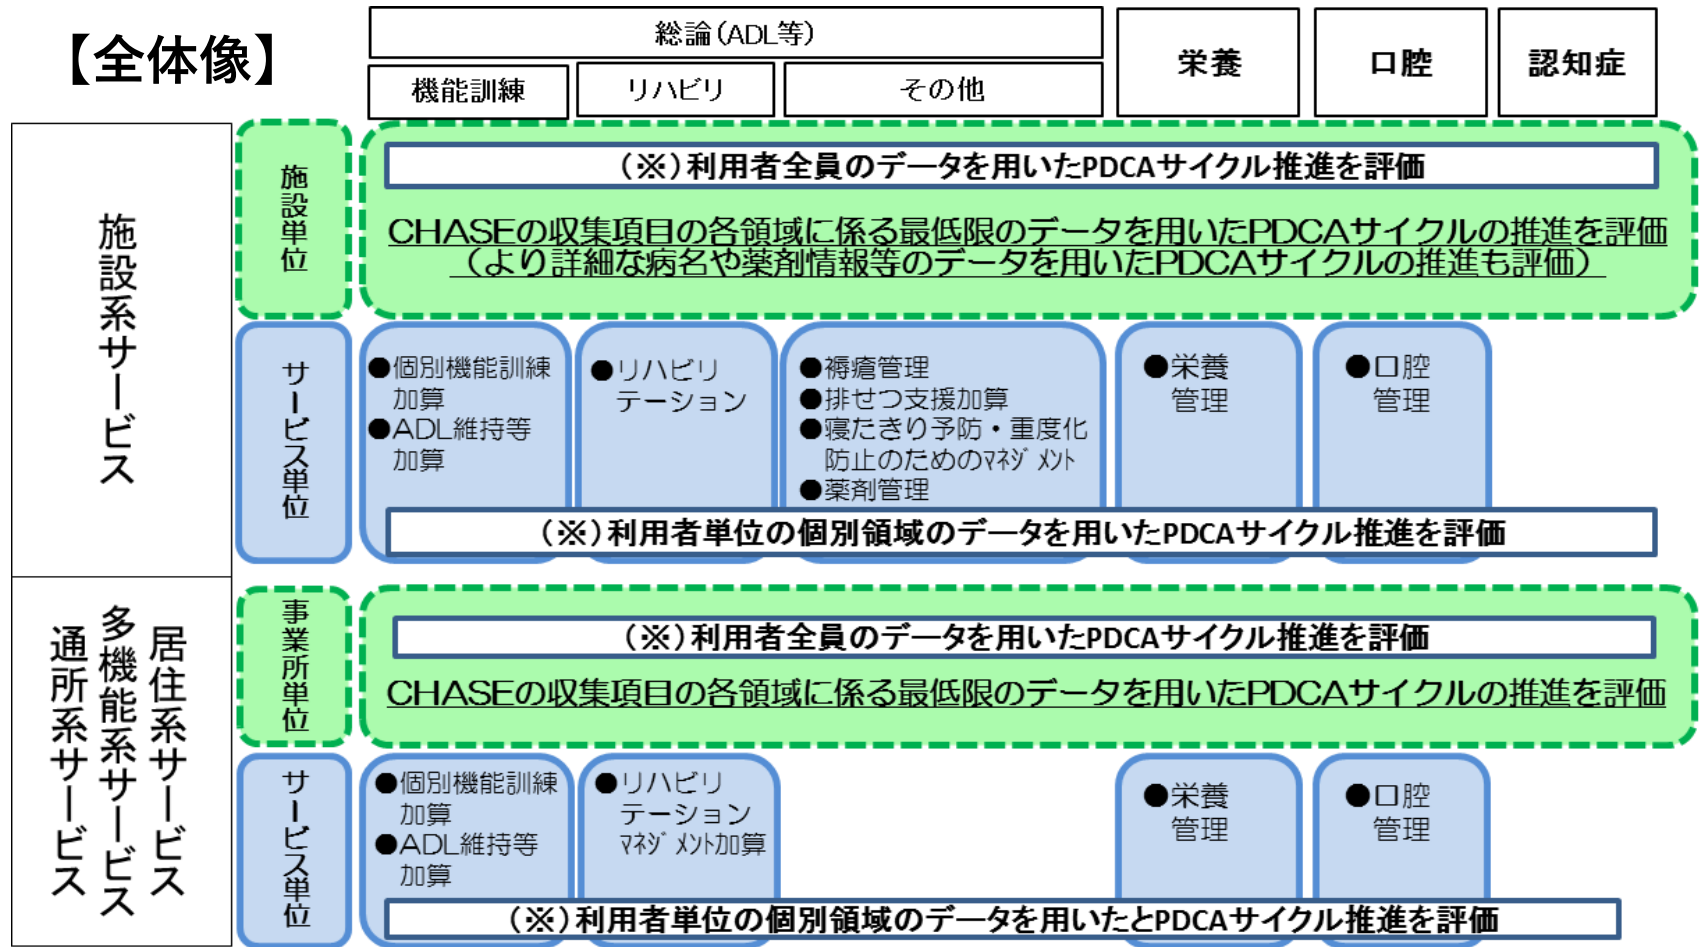 【全体像】
総論(ADL等)
機能訓練
リハビリ
その他
栄養
口腔
認知症
施設系サービス
施設単位
(※)利用者全員のデータを用いたPDCAサイクル推進を評価
CHASEの収集項目の各領域に係る最低限のデータを用いたPDCAサイクルの推進を評価
(より詳細な病名や薬剤情報等のデータを用いたPDCAサイクルの推進も評価)
サービス単位
●個別機能訓練
加算
●ADL維持等
加算
●リハビリ
テーション
●褥瘡管理
●排せつ支援加算
●寝たきり予防・重度化
防止のためのﾏﾈｼﾞﾒﾝﾄ
●薬剤管理
●栄養
管理
●口腔
管理
(※)利用者単位の個別領域のデータを用いたPDCAサイクル推進を評価
居住系サービス
多機能系サービス
通所系サービス
事業所単位
(※)利用者全員のデータを用いたPDCAサイクル推進を評価
CHASEの収集項目の各領域に係る最低限のデータを用いたPDCAサイクルの推進を評価
サービス単位
●個別機能訓練
加算
●ADL維持等
加算
●リハビリ
テーション
ﾏﾈｼﾞﾒﾝﾄ加算
●栄養
管理
●口腔
管理
(※)利用者単位の個別領域のデータを用いたとPDCAサイクル推進を評価